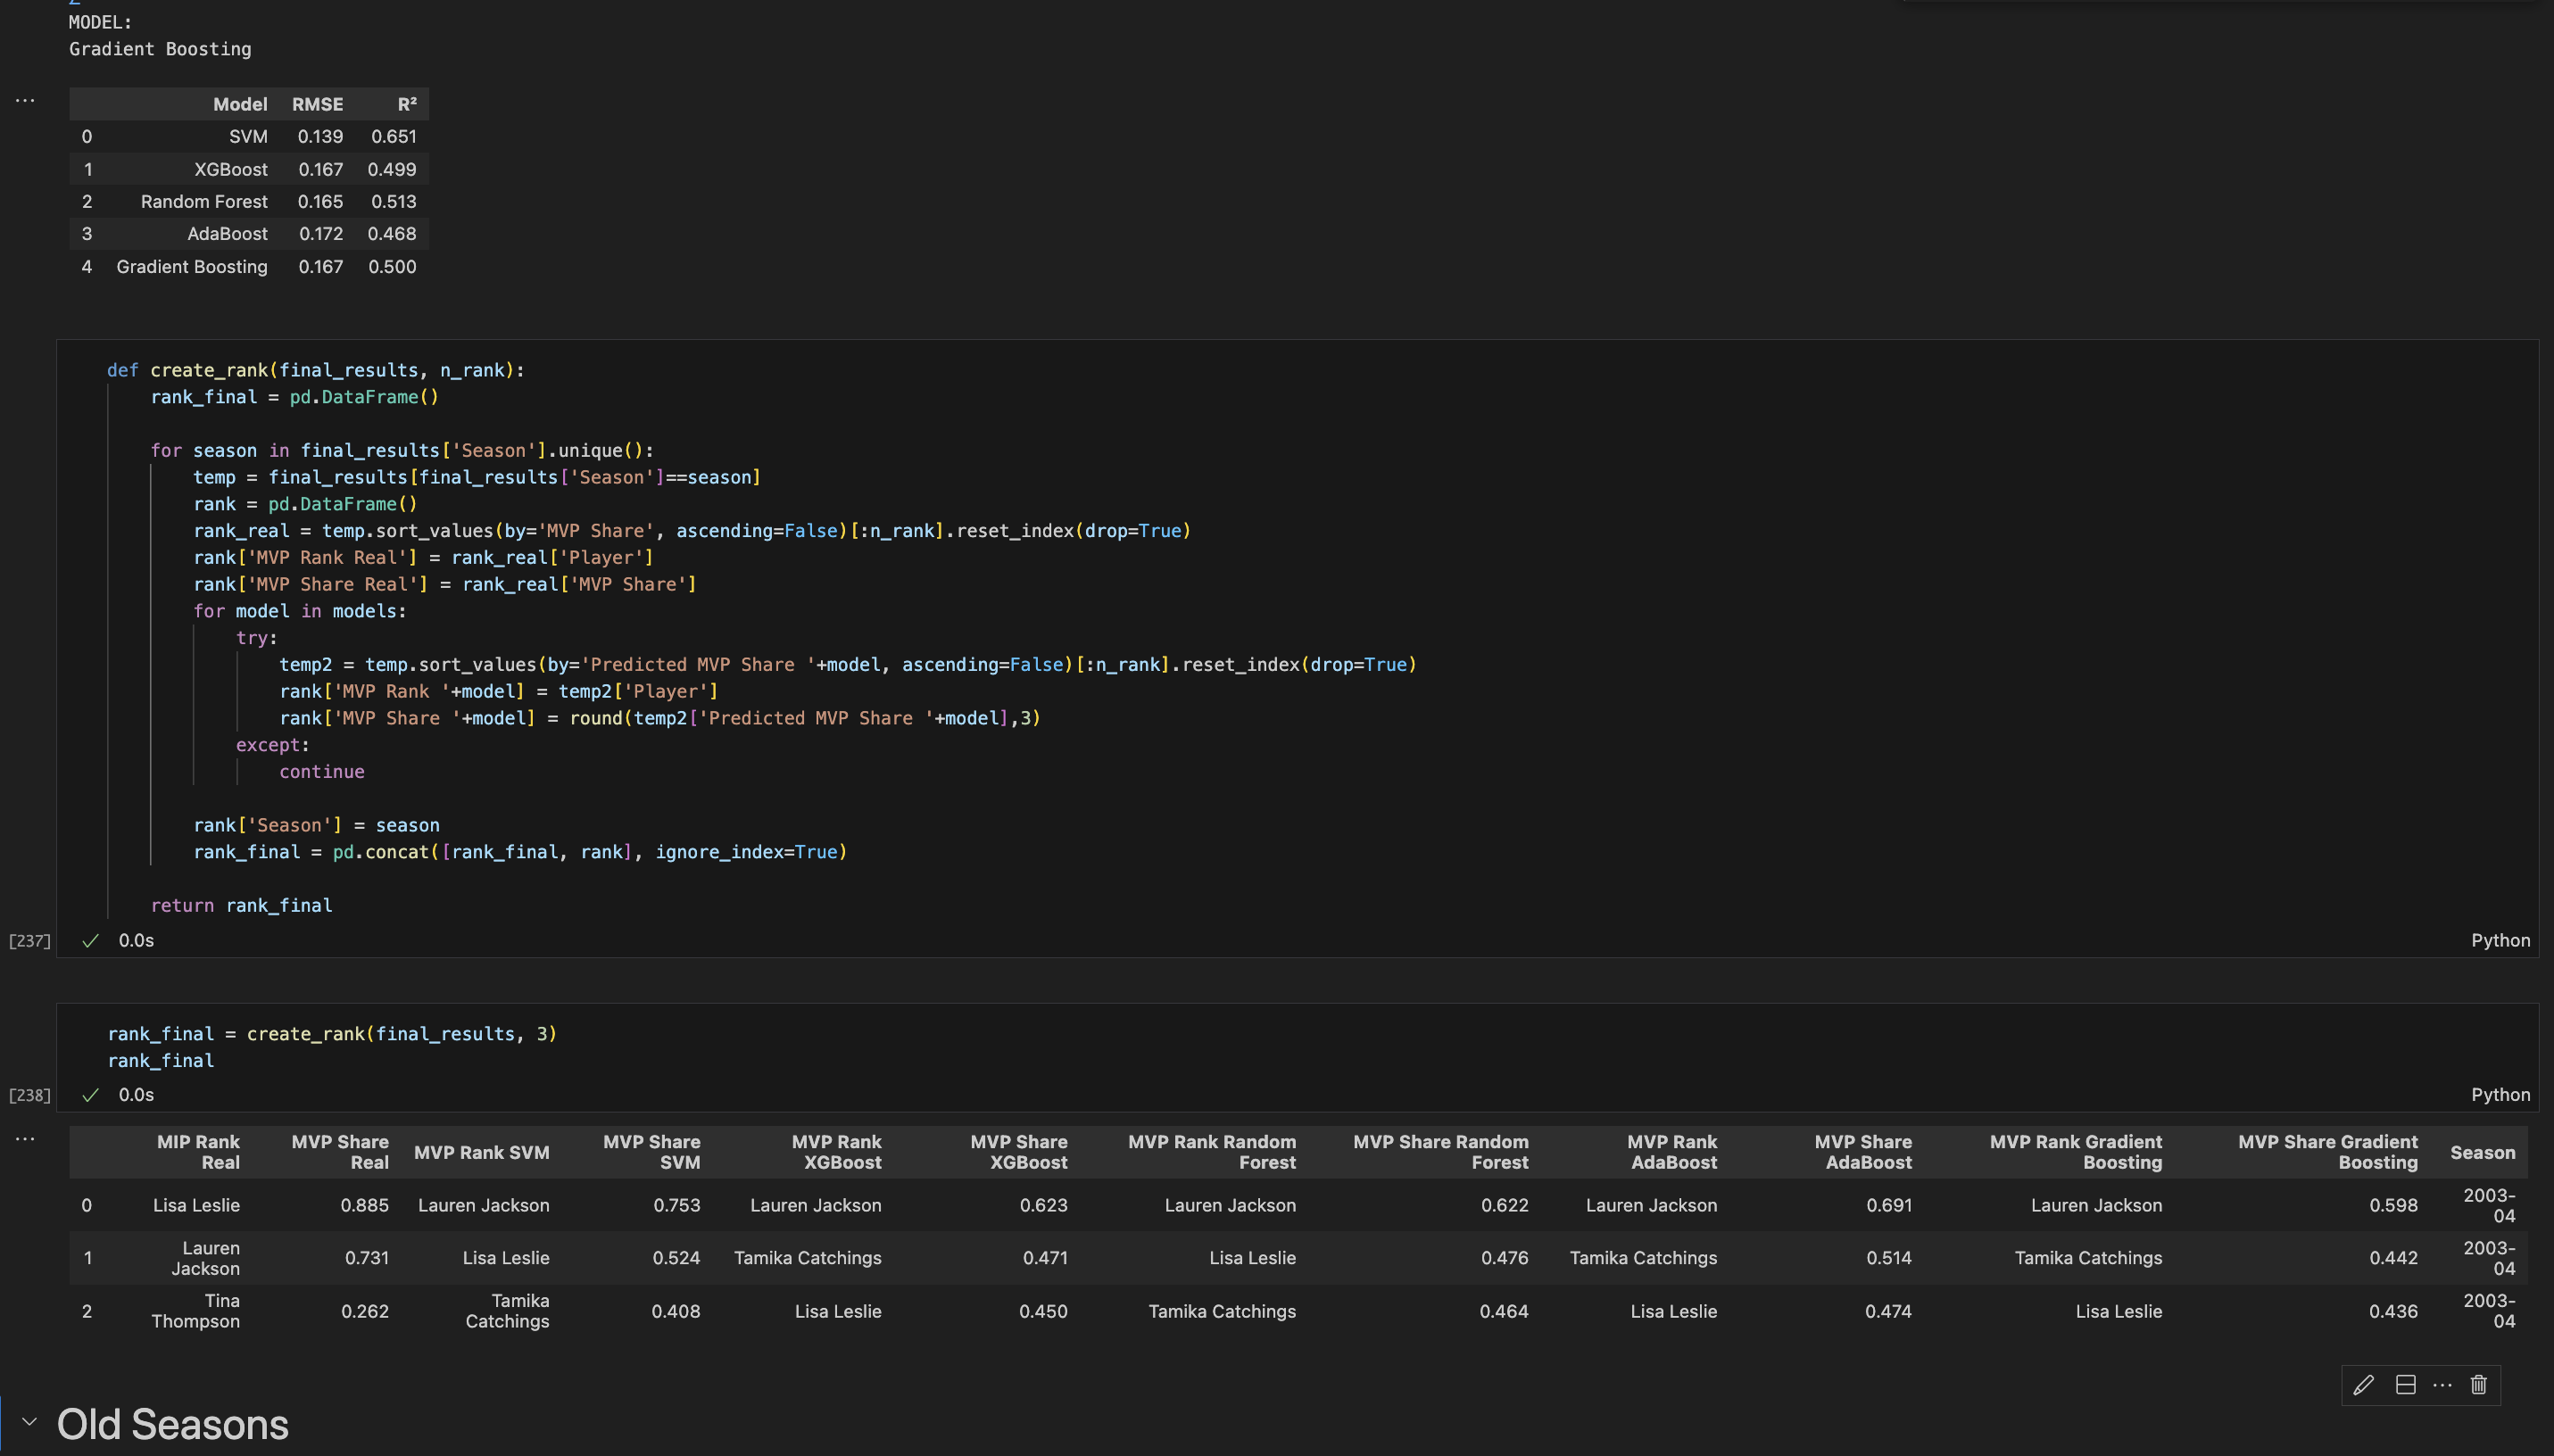 MODEL:
Gradient Boosting
Model RMSE R²
0 SVM 0.139 0.651
1 XGBoost 0.167 0.499
2 Random Forest 0.165 0.513
3 AdaBoost 0.172 0.468
4 Gradient Boosting 0.167 0.500
def create_rank(final_results, n_rank):
    rank_final = pd.DataFrame()
    for season in final_results['Season'].unique():
        temp = final_results[final_results['Season']==season]
        rank = pd.DataFrame()
        rank_real = temp.sort_values(by='MVP Share', ascending=False)[:n_rank].reset_index(drop=True)
        rank['MVP Rank Real'] = rank_real['Player']
        rank['MVP Share Real'] = rank_real['MVP Share']
        for model in models:
            try:
                temp2 = temp.sort_values(by='Predicted MVP Share '+model, ascending=False)[:n_rank].reset_index(drop=True)
                rank['MVP Rank '+model] = temp2['Player']
                rank['MVP Share '+model] = round(temp2['Predicted MVP Share '+model],3)
            except:
                continue
        rank['Season'] = season
        rank_final = pd.concat([rank_final, rank], ignore_index=True)
    return rank_final
[237] ✓ 0.0s Python
rank_final = create_rank(final_results, 3)
rank_final
[238] ✓ 0.0s Python
MIP Rank Real MVP Share Real MVP Rank SVM MVP Share SVM MVP Rank XGBoost MVP Share XGBoost MVP Rank Random Forest MVP Share Random Forest MVP Rank AdaBoost MVP Share AdaBoost MVP Rank Gradient Boosting MVP Share Gradient Boosting Season
0 Lisa Leslie 0.885 Lauren Jackson 0.753 Lauren Jackson 0.623 Lauren Jackson 0.622 Lauren Jackson 0.691 Lauren Jackson 0.598 2003-04
1 Lauren Jackson 0.731 Lisa Leslie 0.524 Tamika Catchings 0.471 Lisa Leslie 0.476 Tamika Catchings 0.514 Tamika Catchings 0.442 2003-04
2 Tina Thompson 0.262 Tamika Catchings 0.408 Lisa Leslie 0.450 Tamika Catchings 0.464 Lisa Leslie 0.474 Lisa Leslie 0.436 2003-04
Old Seasons